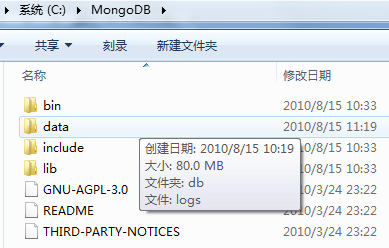 系统 (C:) ▸ MongoDB ▸
共享 ▼ 刻录 新建文件夹
名称 修改日期
bin 2010/8/15 10:33
data 2010/8/15 11:19
include 2010/8/15 10:33
lib 2010/8/15 10:33
GNU-AGPL-3.0 2010/3/24 23:22
README 2010/3/24 23:22
THIRD-PARTY-NOTICES 2010/3/24 23:22
创建日期: 2010/8/15 10:19
大小: 80.0 MB
文件夹: db
文件: logs